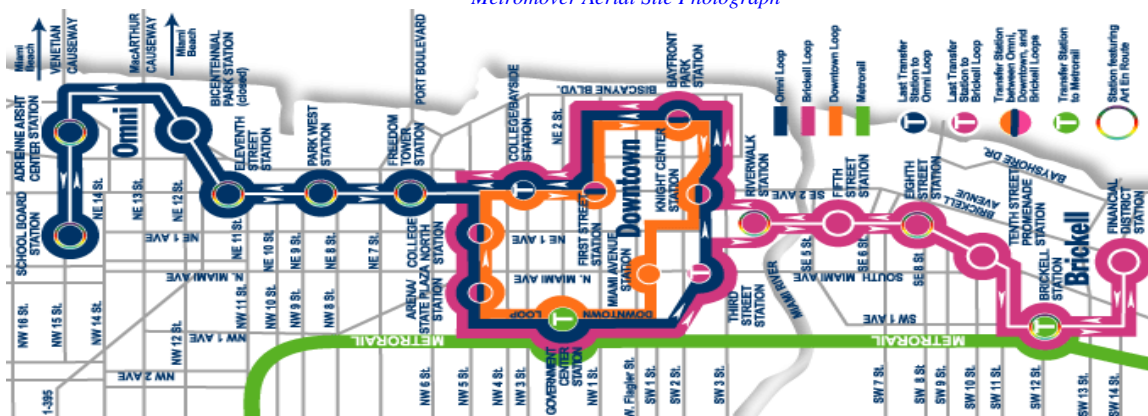 Metromover Aerial Site Photograph
Miami
Beach
VENETIAN
CAUSEWAY
MacARTHUR
CAUSEWAY
Miami
Beach
BICENTENNIAL
PARK STATION
(closed)
PORT BOULEVARD
ADRIENNE ARSHT
CENTER STATION
SCHOOL BOARD
STATION
Omni
ELEVENTH
STREET
STATION
PARK WEST
STATION
FREEDOM
TOWER
STATION
COLLEGE/BAYSIDE
STATION
BISCAYNE BLVD.
BAYFRONT
PARK
STATION
NE 2 St.
Downtown
KNIGHT CENTER
STATION
FIRST STREET
STATION
MIAMI AVENUE
STATION
ARENA/
STATE PLAZA
STATION
COLLEGE
NORTH
STATION
DOWNTOWN
LOOP
GOVERNMENT
CENTER
STATION
THIRD
STREET
STATION
RIVERWALK
STATION
FIFTH
STREET
STATION
EIGHTH
STREET
STATION
TENTH STREET
PROMENADE
STATION
BRICKELL
STATION
Brickell
FINANCIAL
DISTRICT
STATION
MIAMI RIVER
SE 2 AVE
SOUTH MIAMI AVE
SW 1 AVE
BRICKELL
AVENUE
BAYSHORE DR.
SE 5 St.
SE 6 St.
SE 8 St.
METRORAIL
METRORAIL
NE 1 AVE
N. MIAMI AVE
NW 1 AVE
NW 2 AVE
NE 1 AVE
N. MIAMI AVE
I-395
NE 14 St.
NE 13 St.
NE 12 St.
NE 11 St.
NE 10 St.
NE 9 St.
NE 8 St.
NE 7 St.
NW 16 St.
NW 15 St.
NW 14 St.
NW 12 St.
NW 11 St.
NW 10 St.
NW 9 St.
NW 8 St.
NW 6 St.
NW 5 St.
NW 4 St.
NW 3 St.
NW 1 St.
W. Flagler St.
SW 1 St.
SW 2 St.
SW 3 St.
SW 7 St.
SW 8 St.
SW 9 St.
SW 10 St.
SW 11 St.
SW 12 St.
SW 13 St.
SW 14 St.
Omni Loop
Brickell Loop
Downtown Loop
Metrorail
Last Transfer
Station to
Omni Loop
Last Transfer
Station to
Brickell Loop
Transfer Station
between Omni,
Downtown, and
Brickell Loops
Transfer Station
to Metrorail
Station featuring
Art En Route
T
T
T
T
T
T
T